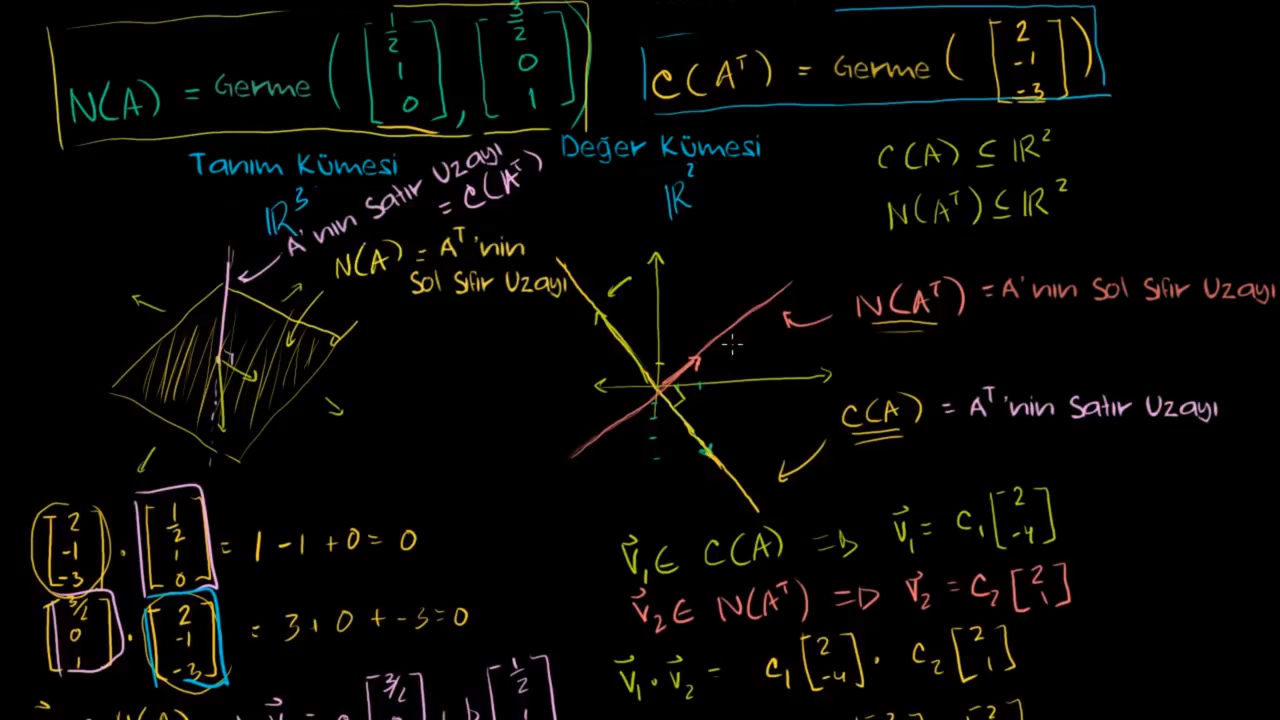 N(A) = Germe ( [1/2 1 0], [3/2 0 1] )
C(Aᵀ) = Germe ( [2 -1 -3] )
Tanım Kümesi
R³
Değer Kümesi
R²
C(A) ⊆ R²
N(Aᵀ) ⊆ R²
A'nın Satır Uzayı
= C(Aᵀ)
N(A) = Aᵀ'nin
Sol Sıfır Uzayı
N(Aᵀ) = A'nın Sol Sıfır Uzayı
C(A) = Aᵀ'nin Satır Uzayı
[2 -1 -3] · [1/2 1 0] = 1 - 1 + 0 = 0
[3/2 0 1] · [2 -1 -3] = 3 + 0 + -3 = 0
v₁ ∈ C(A) ⇒ v₁ = c₁ [2 -4]
v₂ ∈ N(Aᵀ) ⇒ v₂ = c₂ [2 1]
v₁ · v₂ = c₁ [2 -4] · c₂ [2 1]